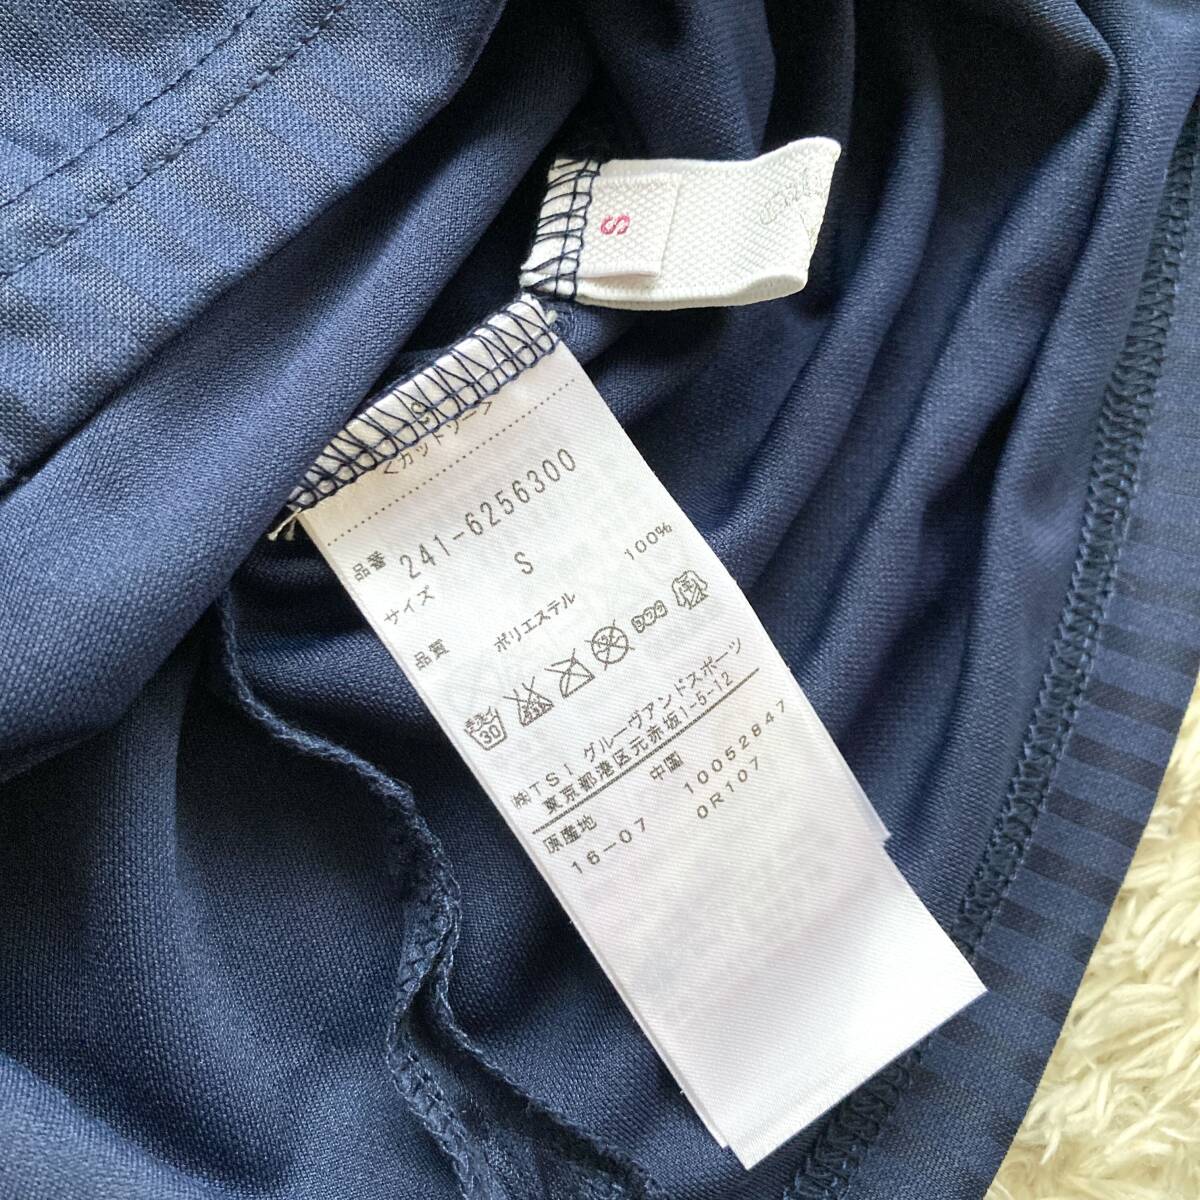 S
S
<カットソー>
品番 241-6256300
サイズ S
品質 ポリエステル 100%
30
㈱TSI グルーヴアンドスポーツ
東京都港区元赤坂1-5-12
原産地 中国 10052847
16-07 0R107